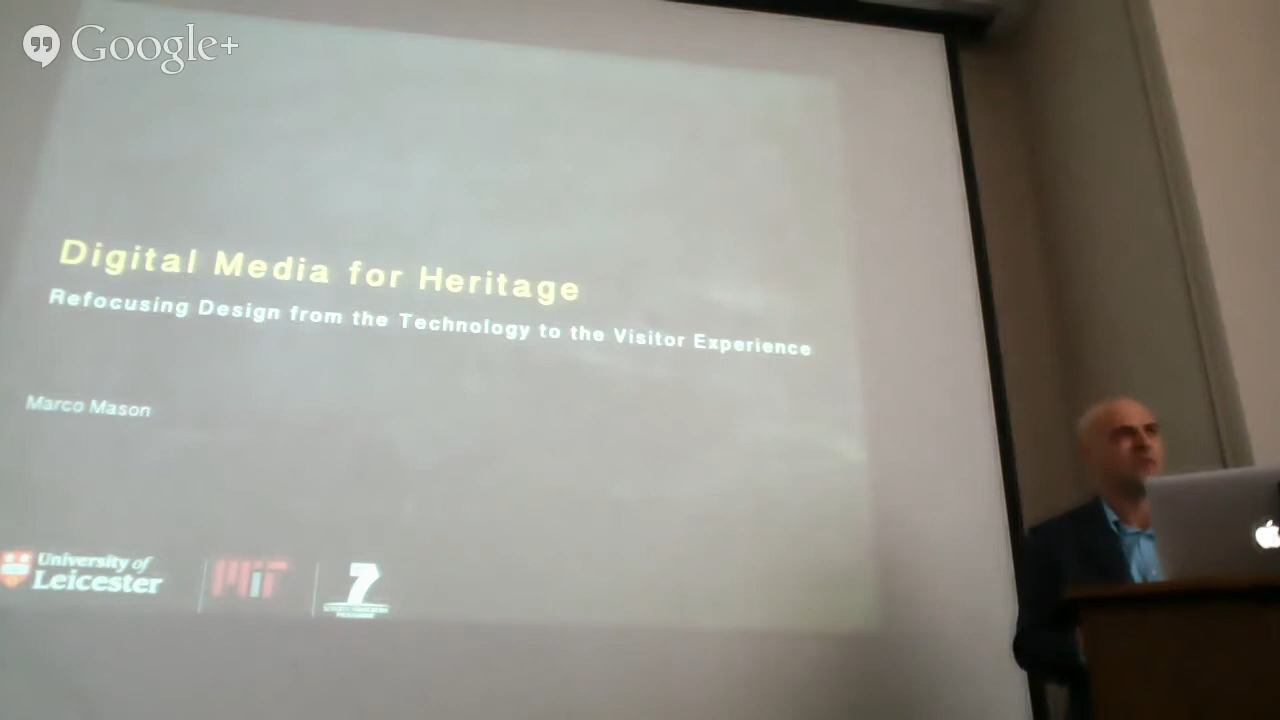 Google+
Digital Media for Heritage
Refocusing Design from the Technology to the Visitor Experience
Marco Mason
University of
Leicester
MIT
7